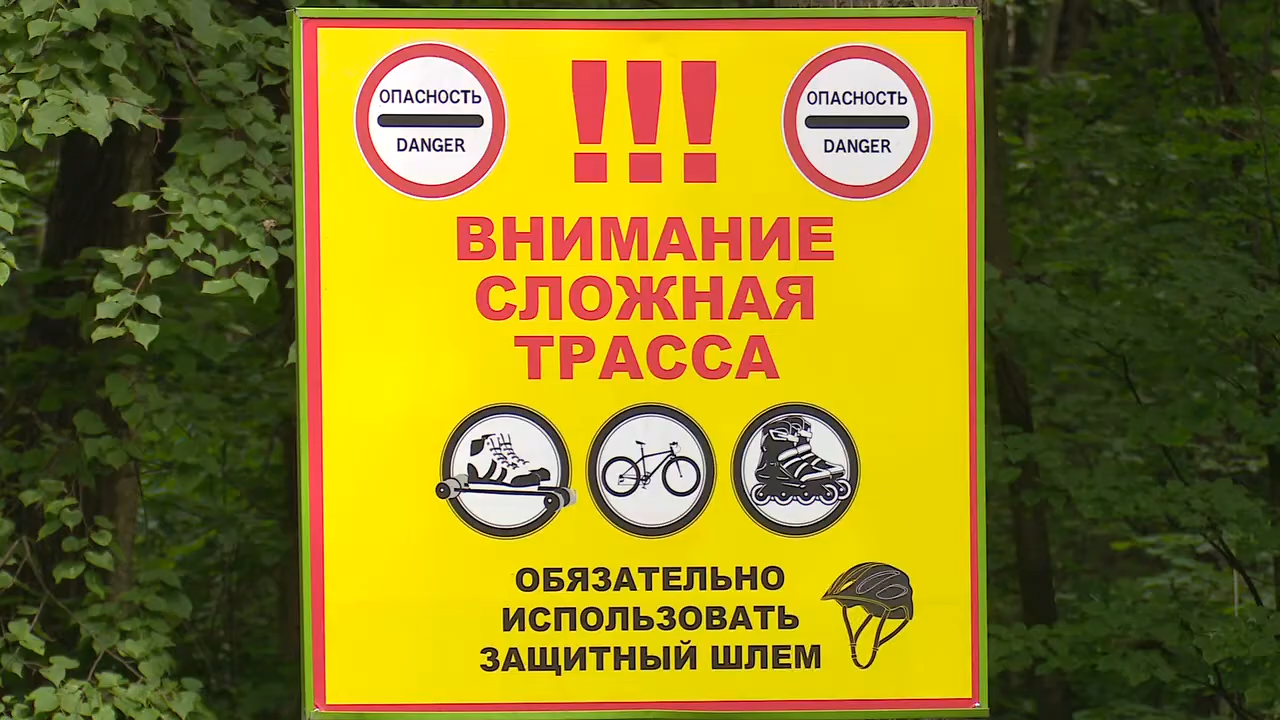 ОПАСНОСТЬ
DANGER
!!!
ОПАСНОСТЬ
DANGER
ВНИМАНИЕ
СЛОЖНАЯ
ТРАССА
ОБЯЗАТЕЛЬНО
ИСПОЛЬЗОВАТЬ
ЗАЩИТНЫЙ ШЛЕМ